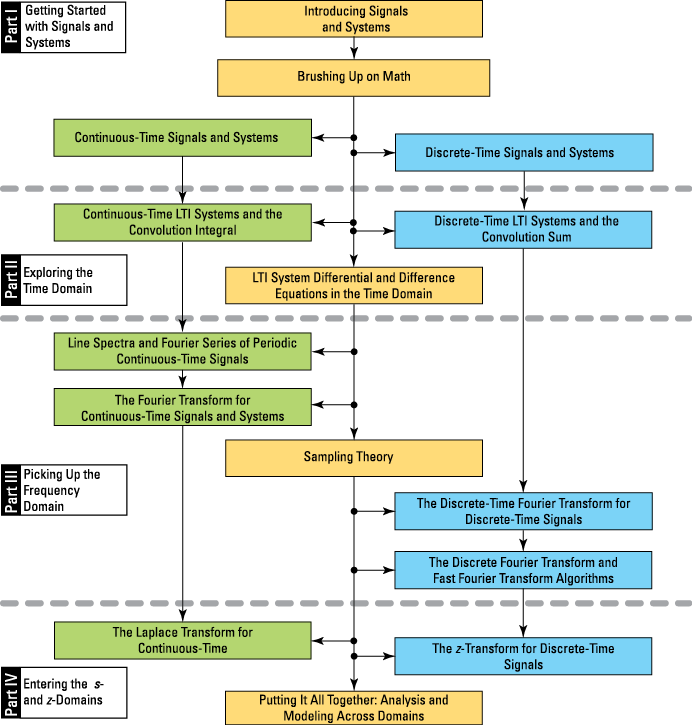 Part I
Getting Started
with Signals and
Systems
Introducing Signals
and Systems
Brushing Up on Math
Continuous-Time Signals and Systems
Discrete-Time Signals and Systems
Part II
Exploring the
Time Domain
Continuous-Time LTI Systems and the
Convolution Integral
Discrete-Time LTI Systems and the
Convolution Sum
LTI System Differential and Difference
Equations in the Time Domain
Part III
Picking Up the
Frequency
Domain
Line Spectra and Fourier Series of Periodic
Continuous-Time Signals
The Fourier Transform for
Continuous-Time Signals and Systems
Sampling Theory
The Discrete-Time Fourier Transform for
Discrete-Time Signals
The Discrete Fourier Transform and
Fast Fourier Transform Algorithms
Part IV
Entering the s-
and z-Domains
The Laplace Transform for
Continuous-Time
The z-Transform for Discrete-Time
Signals
Putting It All Together: Analysis and
Modeling Across Domains